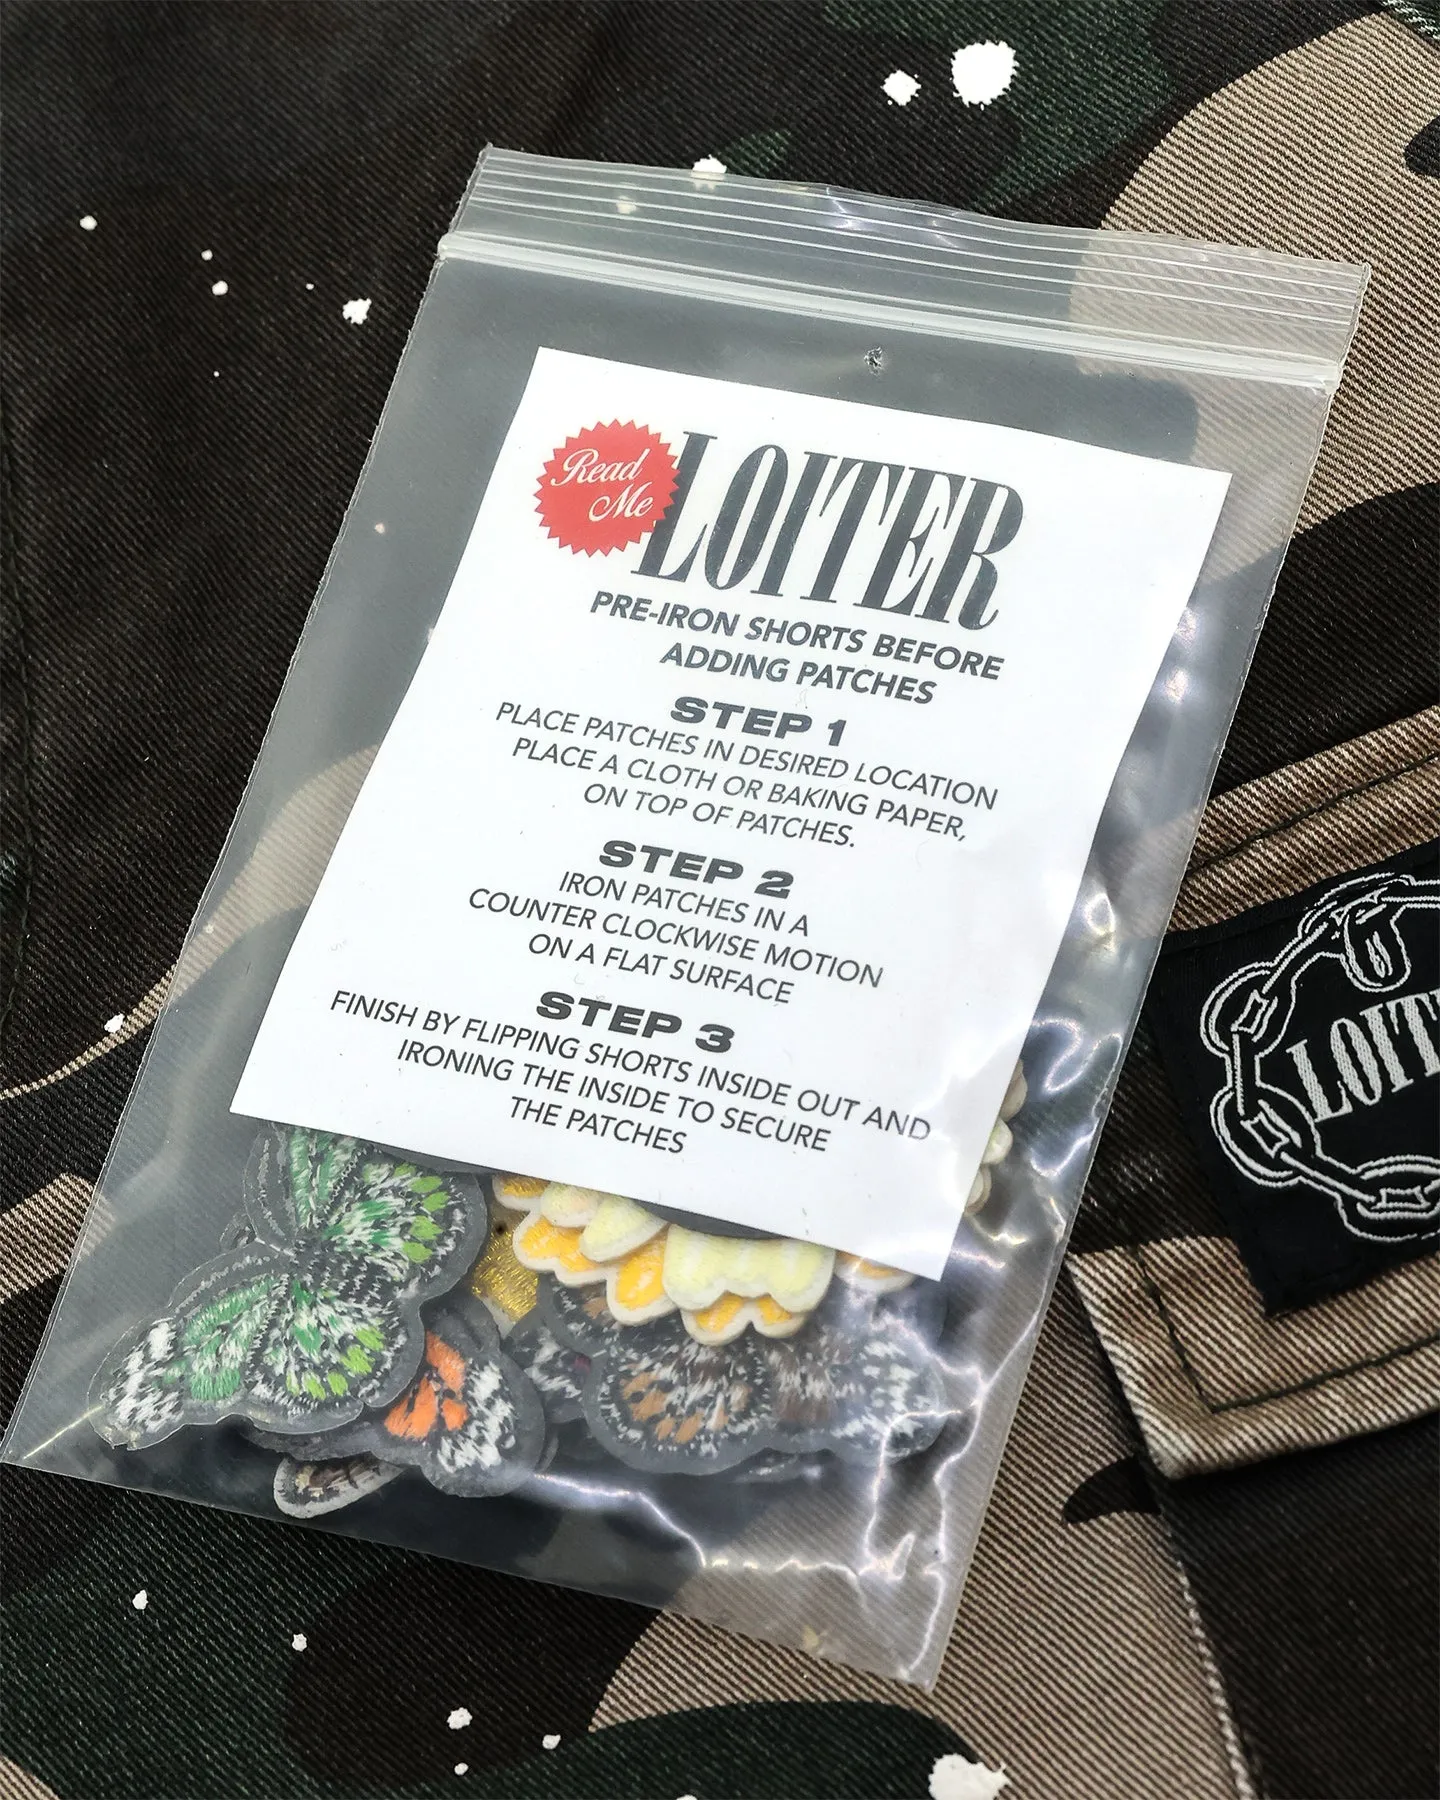 Read
Me
LOITER
PRE-IRON SHORTS BEFORE
ADDING PATCHES
STEP 1
PLACE PATCHES IN DESIRED LOCATION
PLACE A CLOTH OR BAKING PAPER,
ON TOP OF PATCHES.
STEP 2
IRON PATCHES IN A
COUNTER CLOCKWISE MOTION
ON A FLAT SURFACE
STEP 3
FINISH BY FLIPPING SHORTS INSIDE OUT AND
IRONING THE INSIDE TO SECURE
THE PATCHES
LOIT